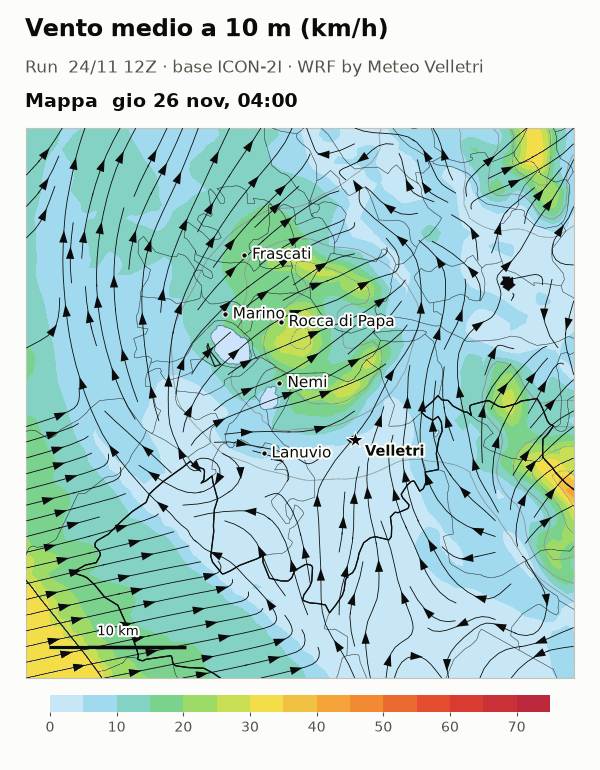 Vento medio a 10 m (km/h)
Run  24/11 12Z · base ICON-2I · WRF by Meteo Velletri
Mappa  gio 26 nov, 04:00
Frascati
Marino
Rocca di Papa
Nemi
Lanuvio
Velletri
10 km
0 10 20 30 40 50 60 70